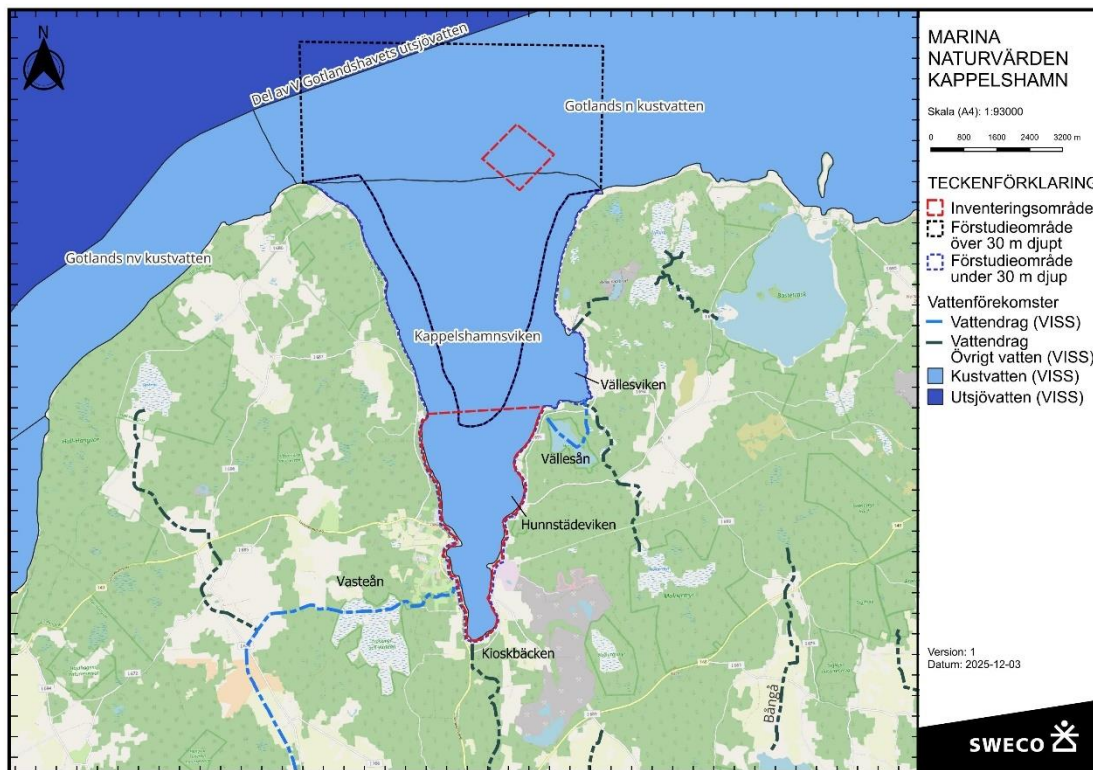 N
Del av V Gotlandshavets utsjövatten
Gotlands n kustvatten
Gotlands nv kustvatten
Kappelshamnsviken
Vällesviken
Vällesån
Hunnstädeviken
Vasteån
Kioskbäcken
Bångå
MARINA
NATURVÄRDEN
KAPPELSHAMN
Skala (A4): 1:93000
0 800 1600 2400 3200 m
TECKENFÖRKLARING
Inventeringsområde
Förstudieområde
över 30 m djupt
Förstudieområde
under 30 m djup
Vattenförekomster
Vattendrag (VISS)
Vattendrag
Övrigt vatten (VISS)
Kustvatten (VISS)
Utsjövatten (VISS)
Version: 1
Datum: 2025-12-03
SWECO